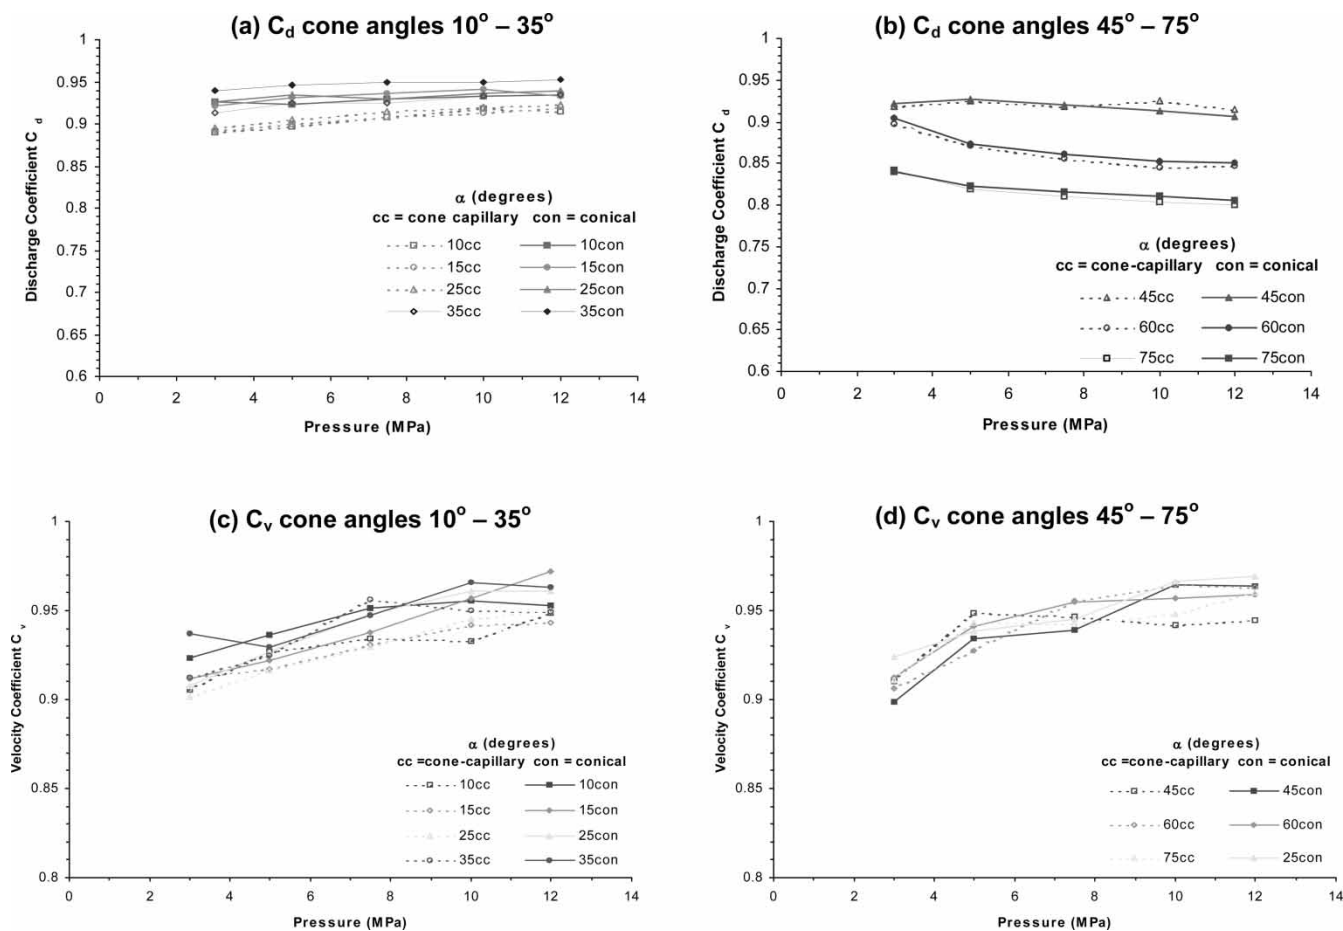 (a) Cd cone angles 10° – 35°
1
0.95
0.9
0.85
0.8
0.75
0.7
0.65
0.6
Discharge Coefficient C d
α (degrees)
cc = cone-capillary con = conical
10cc 10con
15cc 15con
25cc 25con
35cc 35con
0 2 4 6 8 10 12 14
Pressure (MPa)
(b) Cd cone angles 45° – 75°
1
0.95
0.9
0.85
0.8
0.75
0.7
0.65
0.6
Discharge Coefficient C d
α (degrees)
cc = cone-capillary con = conical
45cc 45con
60cc 60con
75cc 75con
0 2 4 6 8 10 12 14
Pressure (MPa)
(c) Cv cone angles 10° – 35°
1
0.95
0.9
0.85
0.8
Velocity Coefficient C v
α (degrees)
cc =cone-capillary con = conical
10cc 10con
15cc 15con
25cc 25con
35cc 35con
0 2 4 6 8 10 12 14
Pressure (MPa)
(d) Cv cone angles 45° – 75°
1
0.95
0.9
0.85
0.8
Velocity Coefficient C v
α (degrees)
cc =cone-capillary con = conical
45cc 45con
60cc 60con
75cc 25con
0 2 4 6 8 10 12 14
Pressure (MPa)